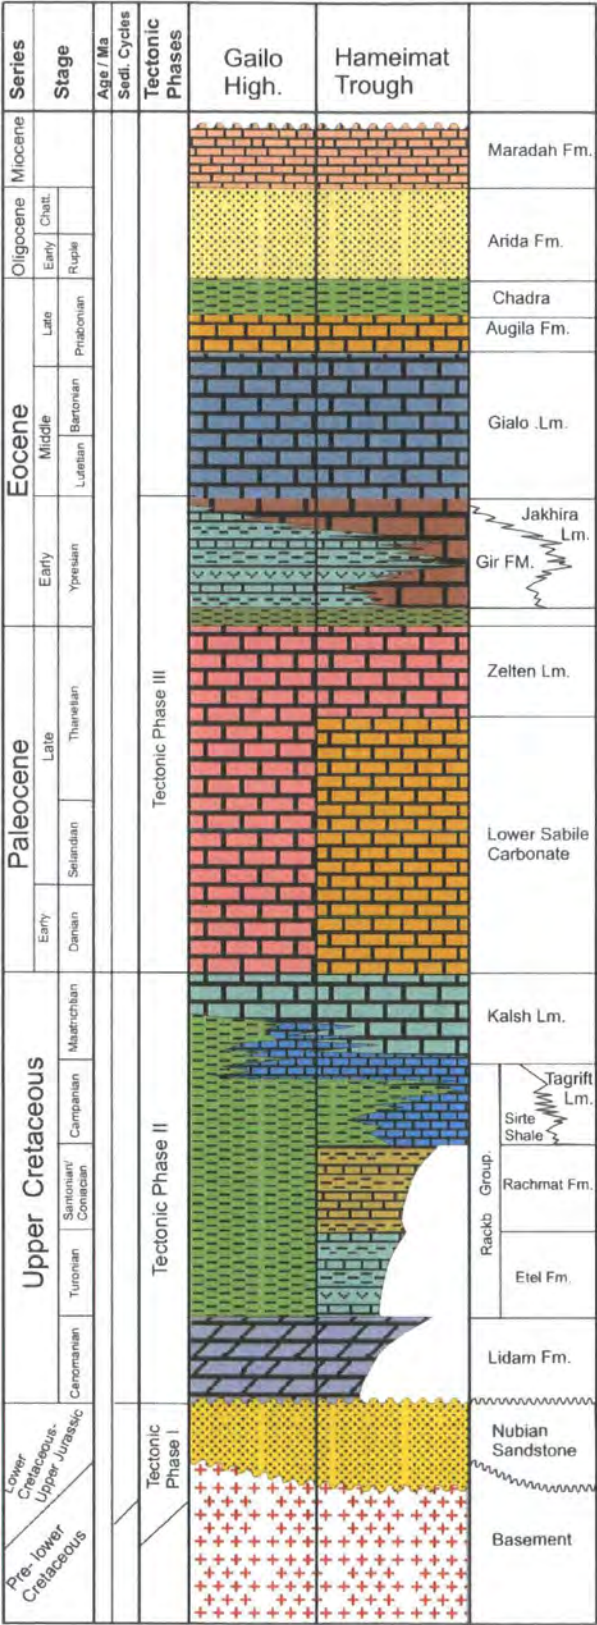 Series
Stage
Age / Ma
Sedi. Cycles
Tectonic
Phases
Gailo
High.
Hameimat
Trough
Miocene
Oligocene
Chatt.
Early
Ruple
Eocene
Late
Priabonian
Middle
Bartonian
Lutetian
Early
Ypresian
Paleocene
Late
Thanetian
Selandian
Early
Danian
Upper Cretaceous
Maatrichtian
Campanian
Santonian/
Coniacian
Turonian
Cenomanian
Lower
Cretaceous-
Upper Jurassic
Pre- lower
Cretaceous
Tectonic Phase III
Tectonic Phase II
Tectonic
Phase I
Maradah Fm.
Arida Fm.
Chadra
Augila Fm.
Gialo .Lm.
Jakhira
Lm.
Gir FM.
Zelten Lm.
Lower Sabile
Carbonate
Kalsh Lm.
Rackb Group.
Tagrift
Lm.
Sirte
Shale
Rachmat Fm.
Etel Fm.
Lidam Fm.
Nubian
Sandstone
Basement